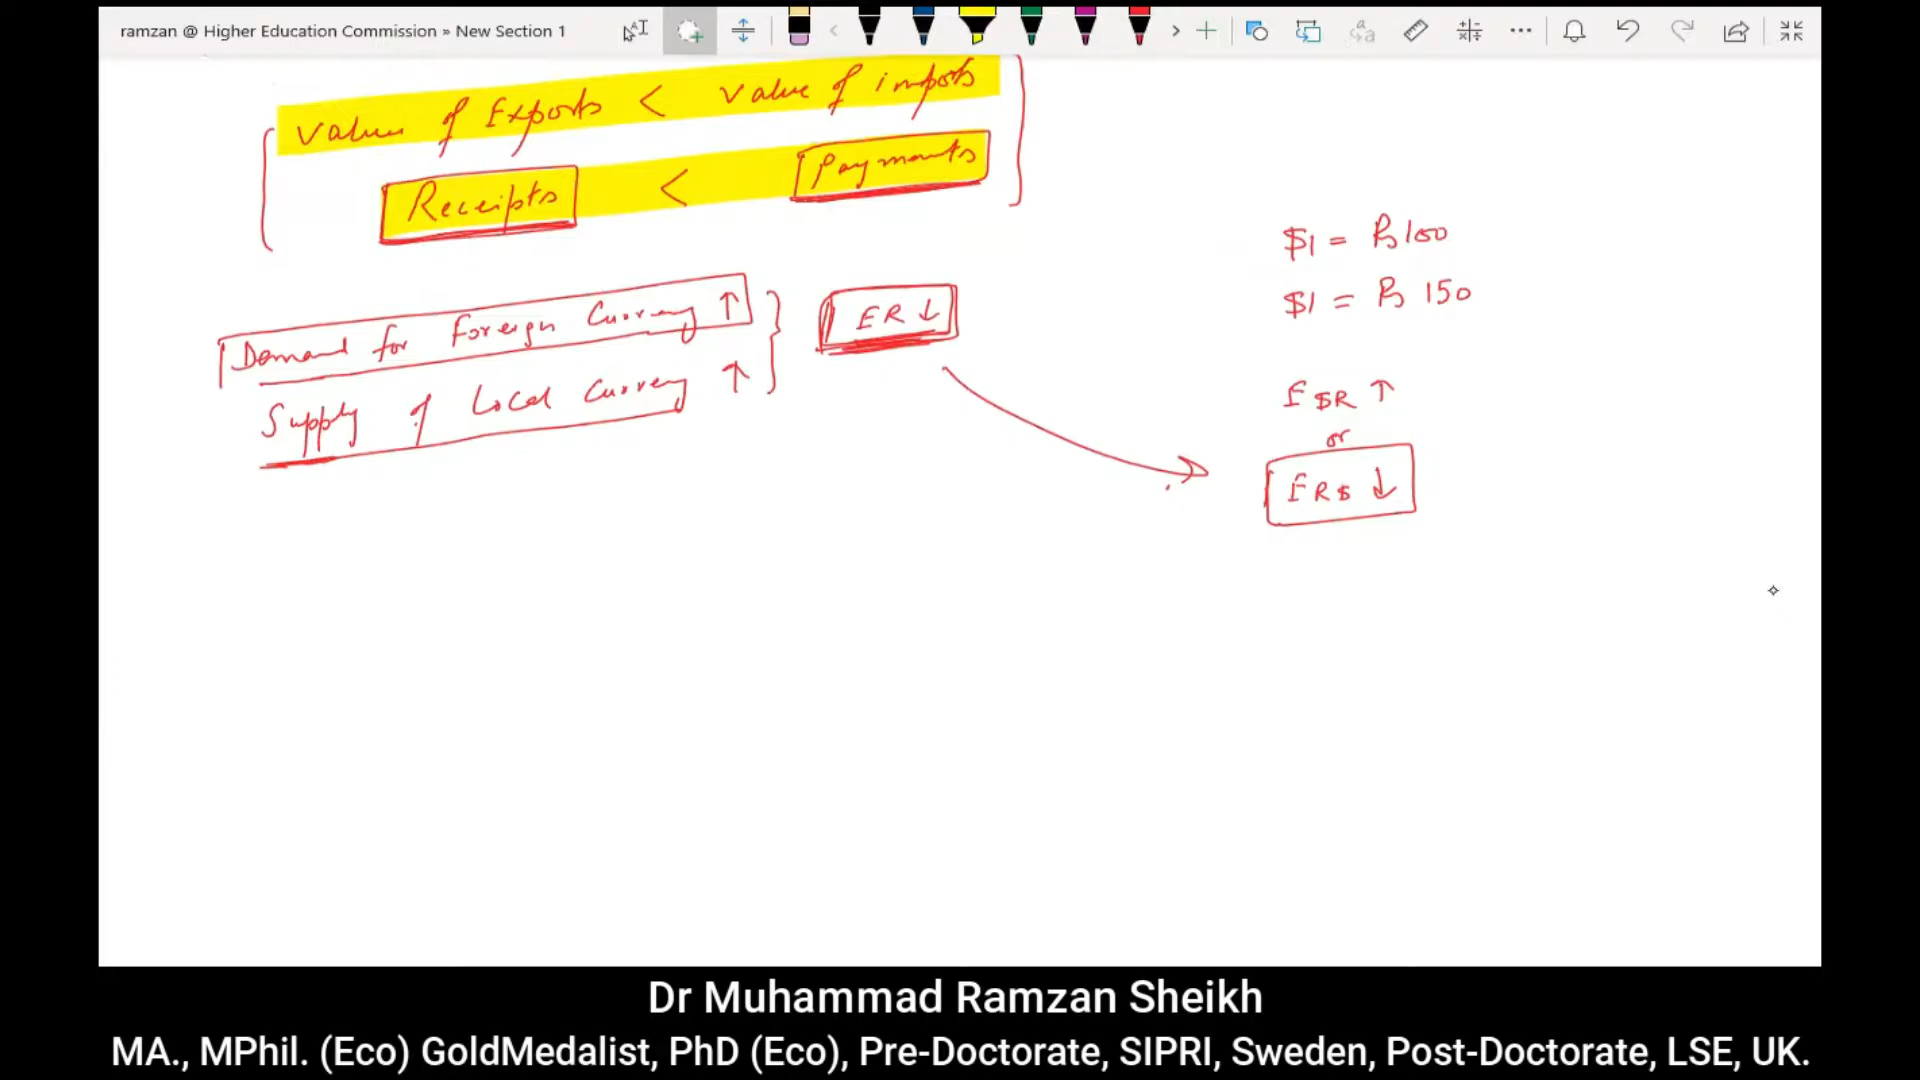 ramzan @ Higher Education Commission » New Section 1
Value of Exports < Value of imports
Receipts < Payments
$1 = Rs 100
$1 = Rs 150
Demand for Foreign Currency ↑
ER ↓
Supply of Local Currency ↑
E $R ↑
or
E R$ ↓
Dr Muhammad Ramzan Sheikh
MA., MPhil. (Eco) GoldMedalist, PhD (Eco), Pre-Doctorate, SIPRI, Sweden, Post-Doctorate, LSE, UK.